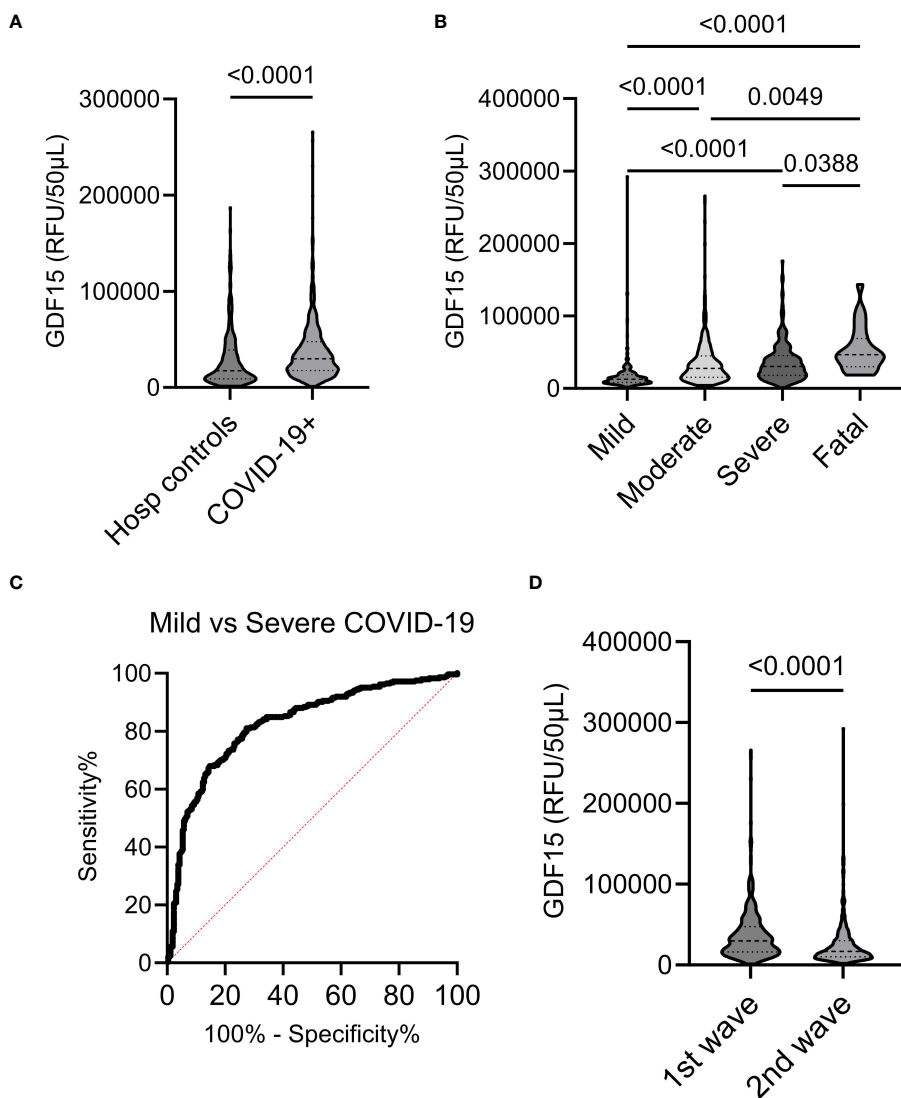 A
<0.0001
300000
200000
100000
0
GDF15 (RFU/50µL)
Hosp controls
COVID-19+
B
<0.0001
<0.0001
0.0049
<0.0001
0.0388
400000
300000
200000
100000
0
GDF15 (RFU/50µL)
Mild
Moderate
Severe
Fatal
C
Mild vs Severe COVID-19
100
80
60
40
20
0
Sensitivity%
0 20 40 60 80 100
100% - Specificity%
D
<0.0001
400000
300000
200000
100000
0
GDF15 (RFU/50µL)
1st wave
2nd wave